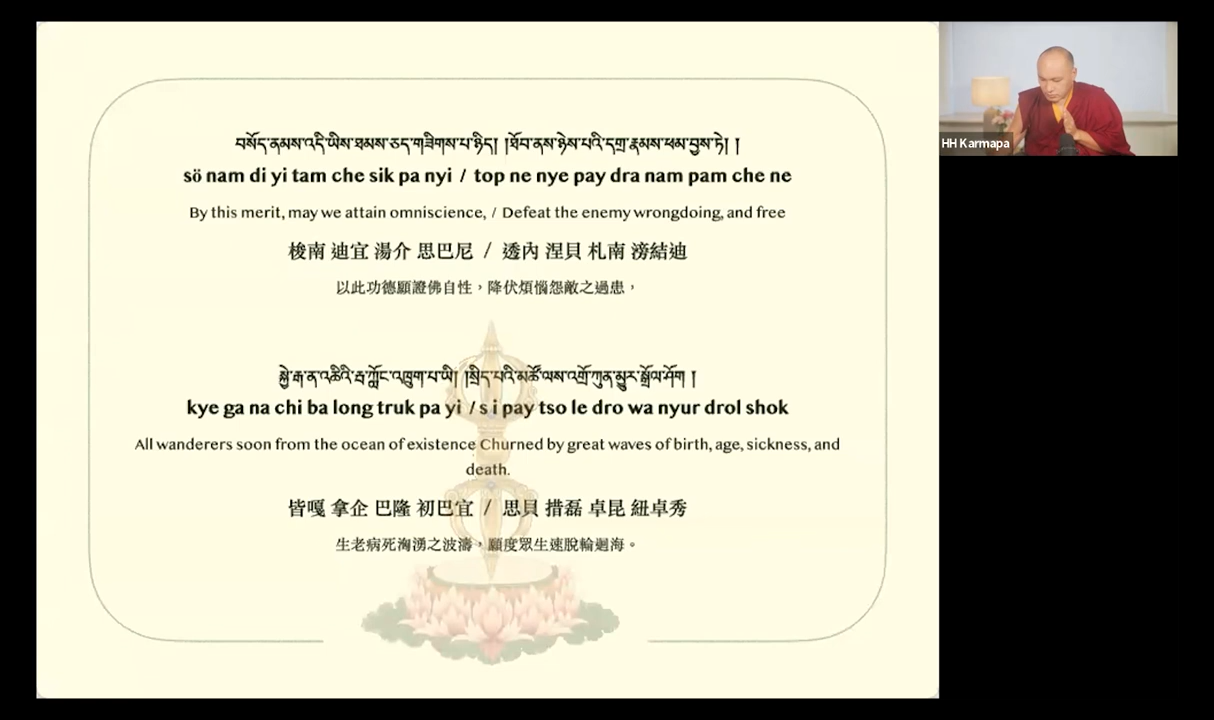 བསོད་ནམས་འདི་ཡིས་ཐམས་ཅད་གཟིགས་པ་ཉིད། །ཐོབ་ནས་ཉེས་པའི་དགྲ་རྣམས་ཕམ་བྱས་ཏེ། །
sö nam di yi tam che sik pa nyi / top ne nye pay dra nam pam che ne
By this merit, may we attain omniscience, / Defeat the enemy wrongdoing, and free
梭南 迪宜 湯介 思巴尼 / 透內 涅貝 札南 滂結迪
以此功德願證佛自性，降伏煩惱怨敵之過患，
སྐྱེ་རྒ་ན་འཆིའི་རྦ་ཀློང་འཁྲུག་པ་ཡི། །སྲིད་པའི་མཚོ་ལས་འགྲོ་ཀུན་མྱུར་སྒྲོལ་ཤོག །
kye ga na chi ba long truk pa yi / s i pay tso le dro wa nyur drol shok
All wanderers soon from the ocean of existence Churned by great waves of birth, age, sickness, and
death.
皆嘎 拿企 巴隆 初巴宜 / 思貝 措磊 卓昆 紐卓秀
生老病死洶湧之波濤，願度眾生速脫輪迴海。
HH Karmapa